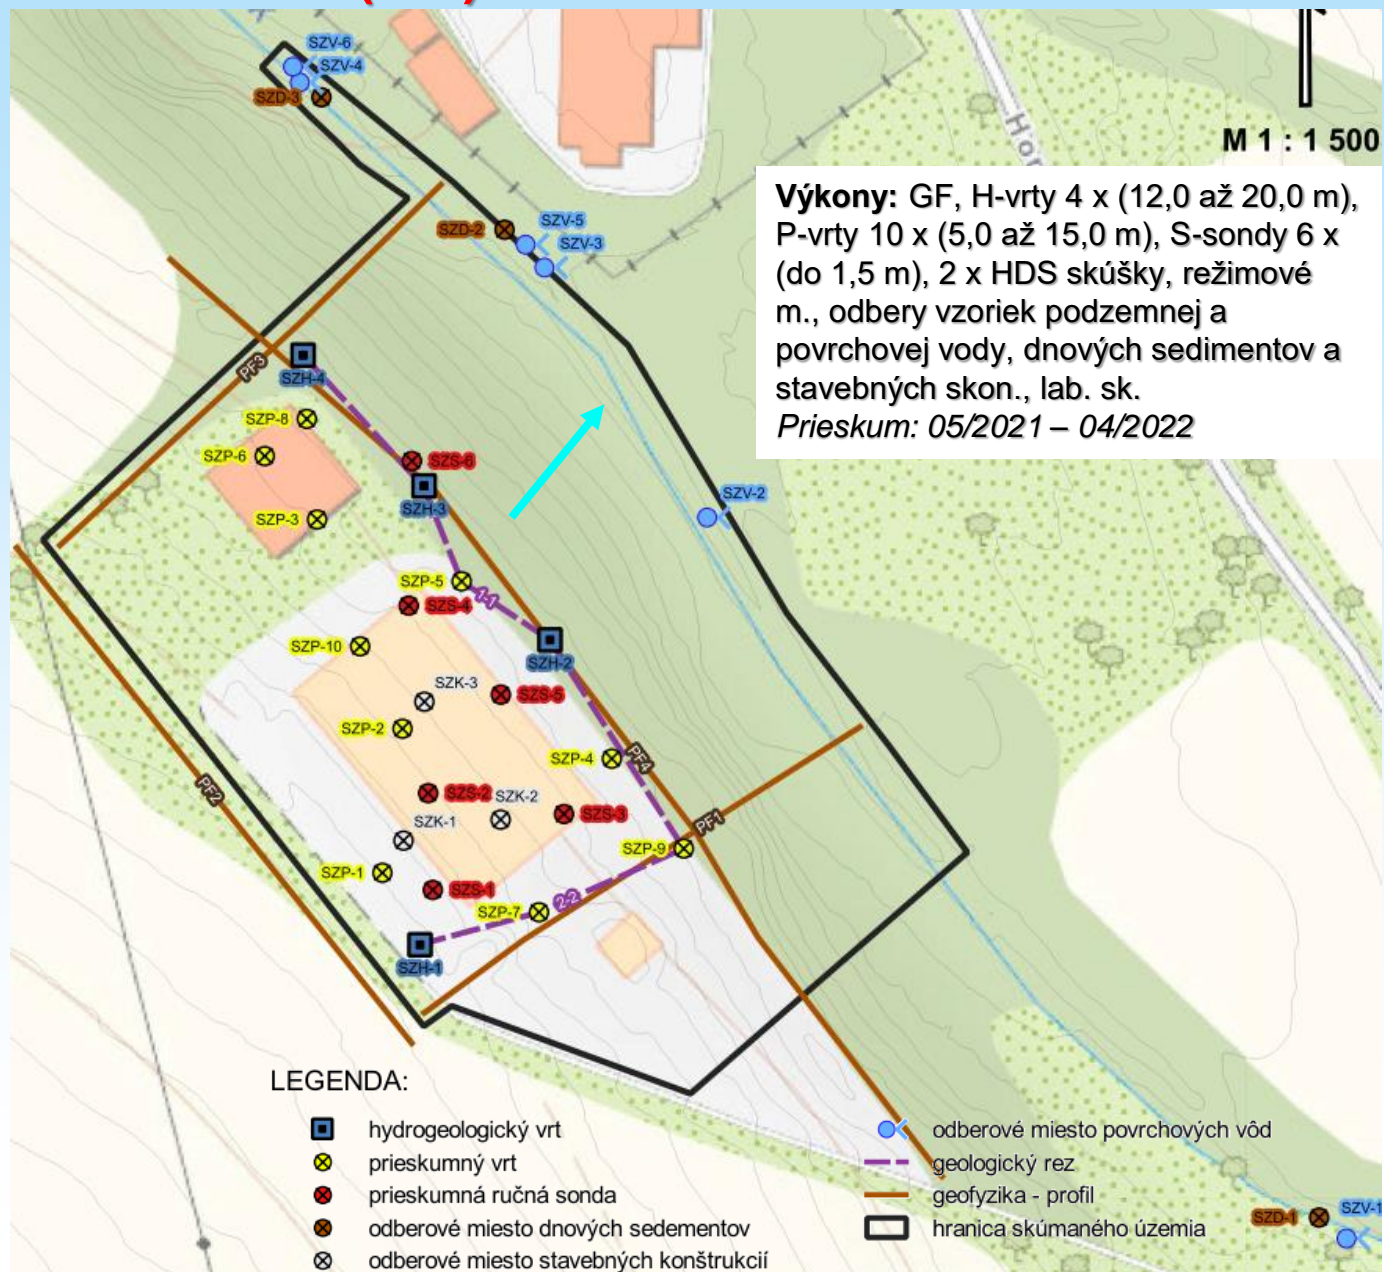 SZV-6
SZV-4
SZD-3
Hor
M 1 : 1 500
Výkony: GF, H-vrty 4 x (12,0 až 20,0 m),
P-vrty 10 x (5,0 až 15,0 m), S-sondy 6 x
(do 1,5 m), 2 x HDS skúšky, režimové
m., odbery vzoriek podzemnej a
povrchovej vody, dnových sedimentov a
stavebných skon., lab. sk.
Prieskum: 05/2021 – 04/2022
SZD-2
SZV-5
SZV-3
PF3
SZH-4
SZP-8
SZP-6
SZS-6
SZH-3
SZP-3
SZV-2
SZP-5
1-1
SZS-4
SZP-10
SZH-2
SZK-3
SZS-5
SZP-2
SZP-4
PF4
PF2
SZS-2
SZK-2
SZS-3
SZK-1
PF1
SZP-9
SZP-1
SZS-1
2-2
SZP-7
SZH-1
LEGENDA:
hydrogeologický vrt
prieskumný vrt
prieskumná ručná sonda
odberové miesto dnových sedementov
odberové miesto stavebných konštrukcií
odberové miesto povrchových vôd
geologický rez
geofyzika - profil
hranica skúmaného územia
SZD-1
SZV-1